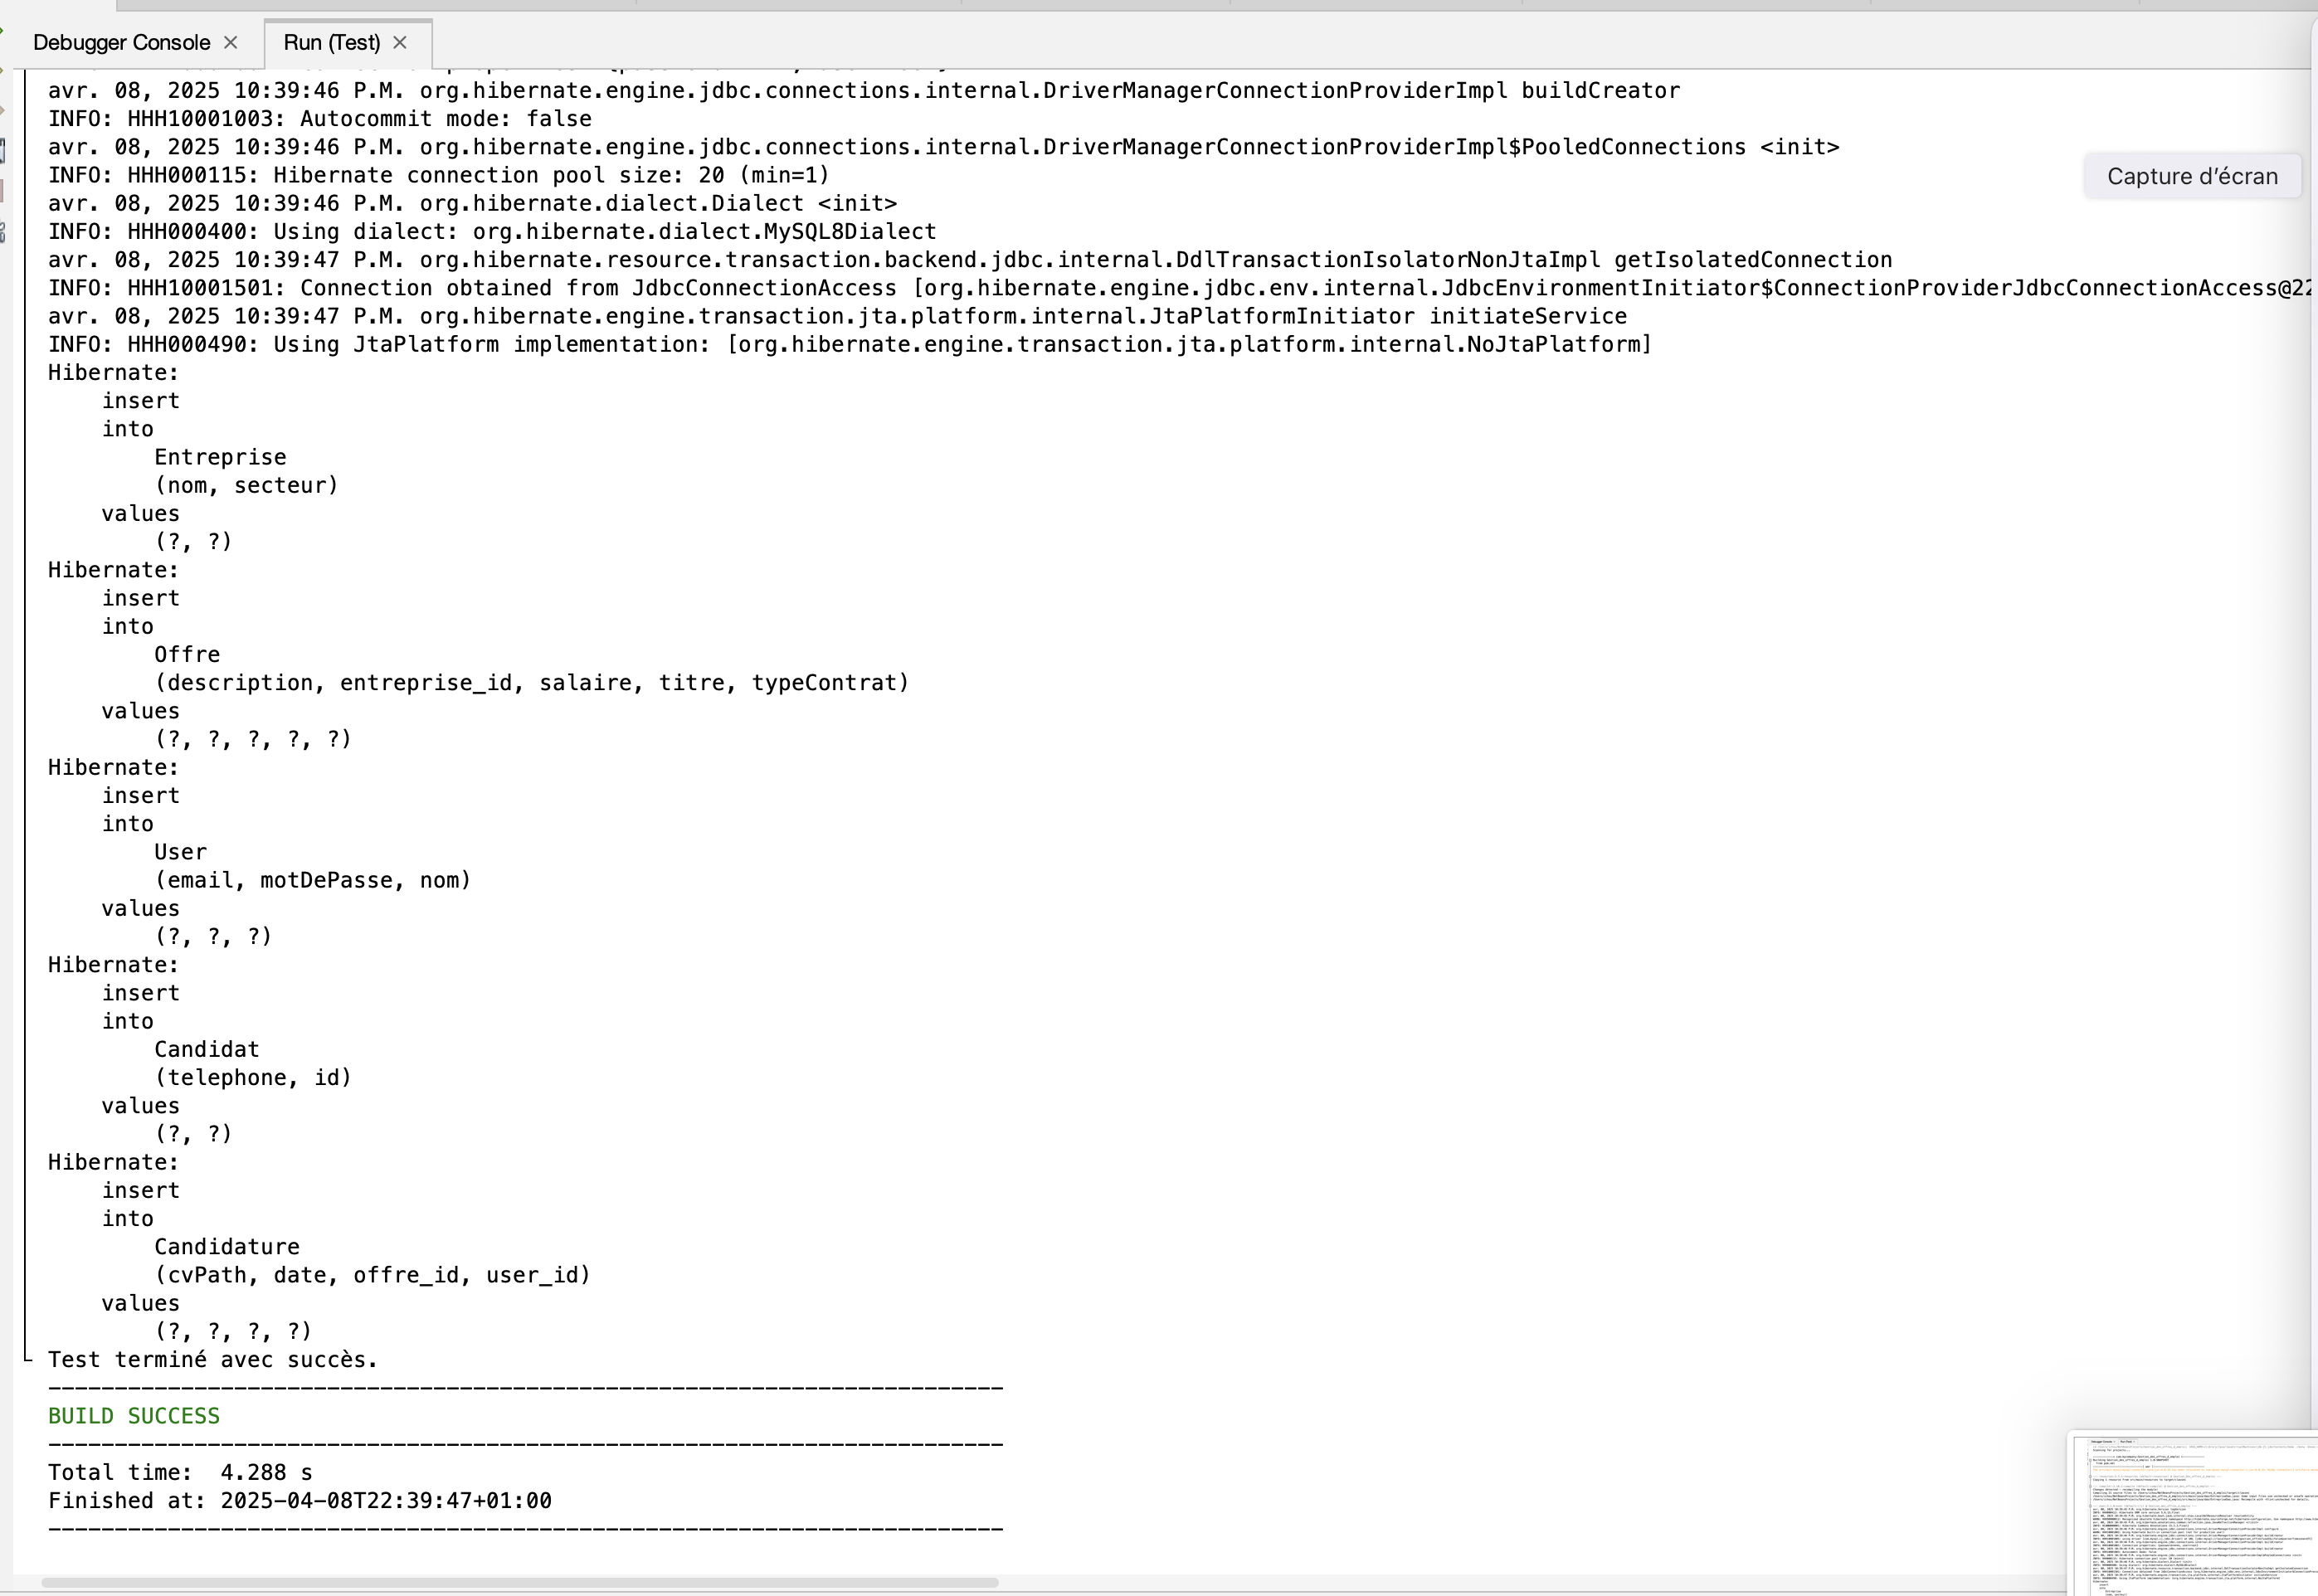 Debugger Console
Run (Test)
avr. 08, 2025 10:39:46 P.M. org.hibernate.engine.jdbc.connections.internal.DriverManagerConnectionProviderImpl buildCreator
INFO: HHH10001003: Autocommit mode: false
avr. 08, 2025 10:39:46 P.M. org.hibernate.engine.jdbc.connections.internal.DriverManagerConnectionProviderImpl$PooledConnections <init>
INFO: HHH000115: Hibernate connection pool size: 20 (min=1)
Capture d’écran
avr. 08, 2025 10:39:46 P.M. org.hibernate.dialect.Dialect <init>
INFO: HHH000400: Using dialect: org.hibernate.dialect.MySQL8Dialect
avr. 08, 2025 10:39:47 P.M. org.hibernate.resource.transaction.backend.jdbc.internal.DdlTransactionIsolatorNonJtaImpl getIsolatedConnection
INFO: HHH10001501: Connection obtained from JdbcConnectionAccess [org.hibernate.engine.jdbc.env.internal.JdbcEnvironmentInitiator$ConnectionProviderJdbcConnectionAccess@22
avr. 08, 2025 10:39:47 P.M. org.hibernate.engine.transaction.jta.platform.internal.JtaPlatformInitiator initiateService
INFO: HHH000490: Using JtaPlatform implementation: [org.hibernate.engine.transaction.jta.platform.internal.NoJtaPlatform]
Hibernate:
insert
into
Entreprise
(nom, secteur)
values
(?, ?)
Hibernate:
insert
into
Offre
(description, entreprise_id, salaire, titre, typeContrat)
values
(?, ?, ?, ?, ?)
Hibernate:
insert
into
User
(email, motDePasse, nom)
values
(?, ?, ?)
Hibernate:
insert
into
Candidat
(telephone, id)
values
(?, ?)
Hibernate:
insert
into
Candidature
(cvPath, date, offre_id, user_id)
values
(?, ?, ?, ?)
Test terminé avec succès.
------------------------------------------------------------------------
BUILD SUCCESS
------------------------------------------------------------------------
Total time:  4.288 s
Finished at: 2025-04-08T22:39:47+01:00
------------------------------------------------------------------------